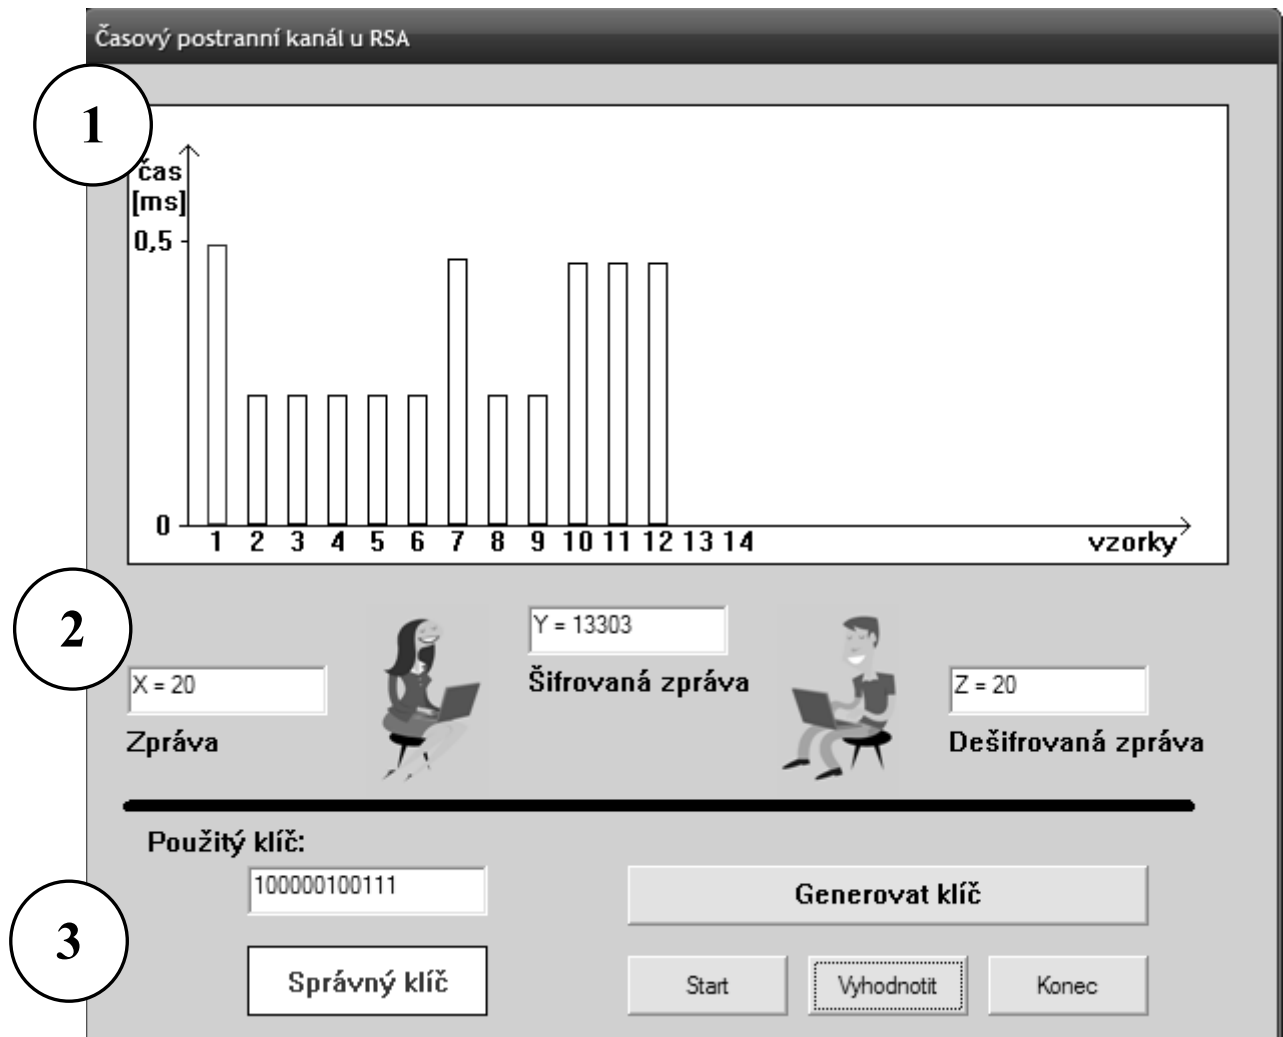 Časový postranní kanál u RSA
1
čas
[ms]
0,5
0
1 2 3 4 5 6 7 8 9 10 11 12 13 14
vzorky
2
X = 20
Zpráva
Y = 13303
Šifrovaná zpráva
Z = 20
Dešifrovaná zpráva
Použitý klíč:
100000100111
Generovat klíč
3
Správný klíč
Start
Vyhodnotit
Konec